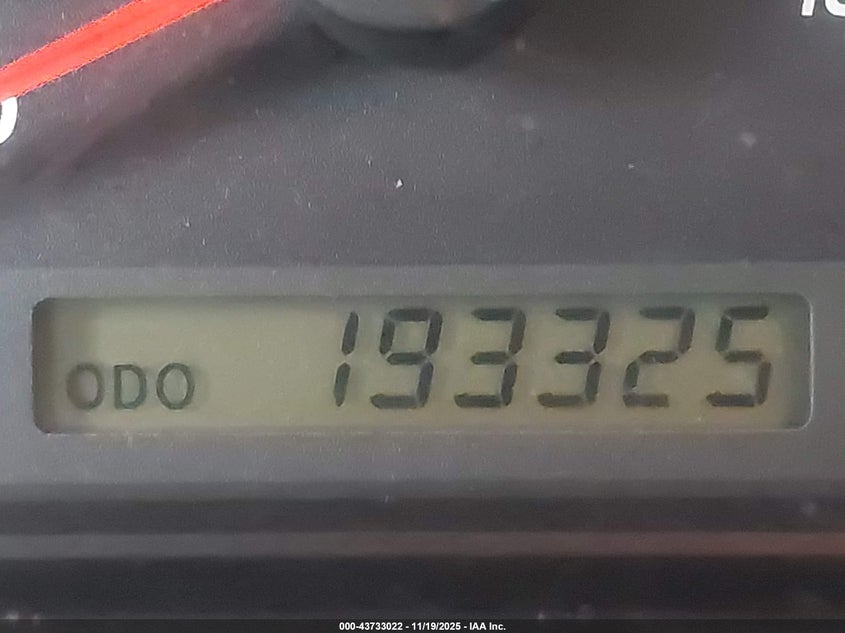 ODO 193325
000-43733022 - 11/19/2025 - IAA Inc.